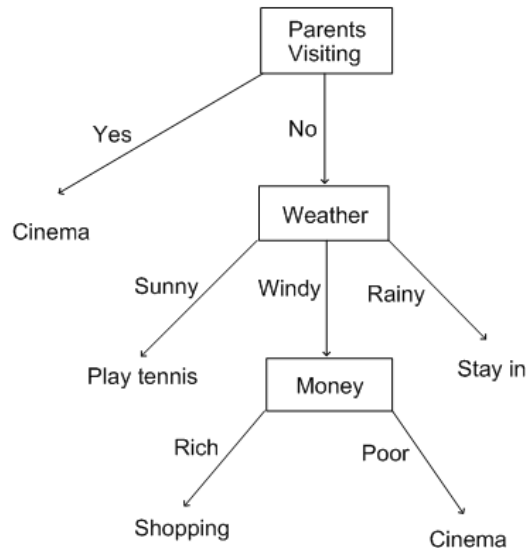 Parents
Visiting
Yes
No
Cinema
Weather
Sunny
Windy
Rainy
Play tennis
Money
Stay in
Rich
Poor
Shopping
Cinema